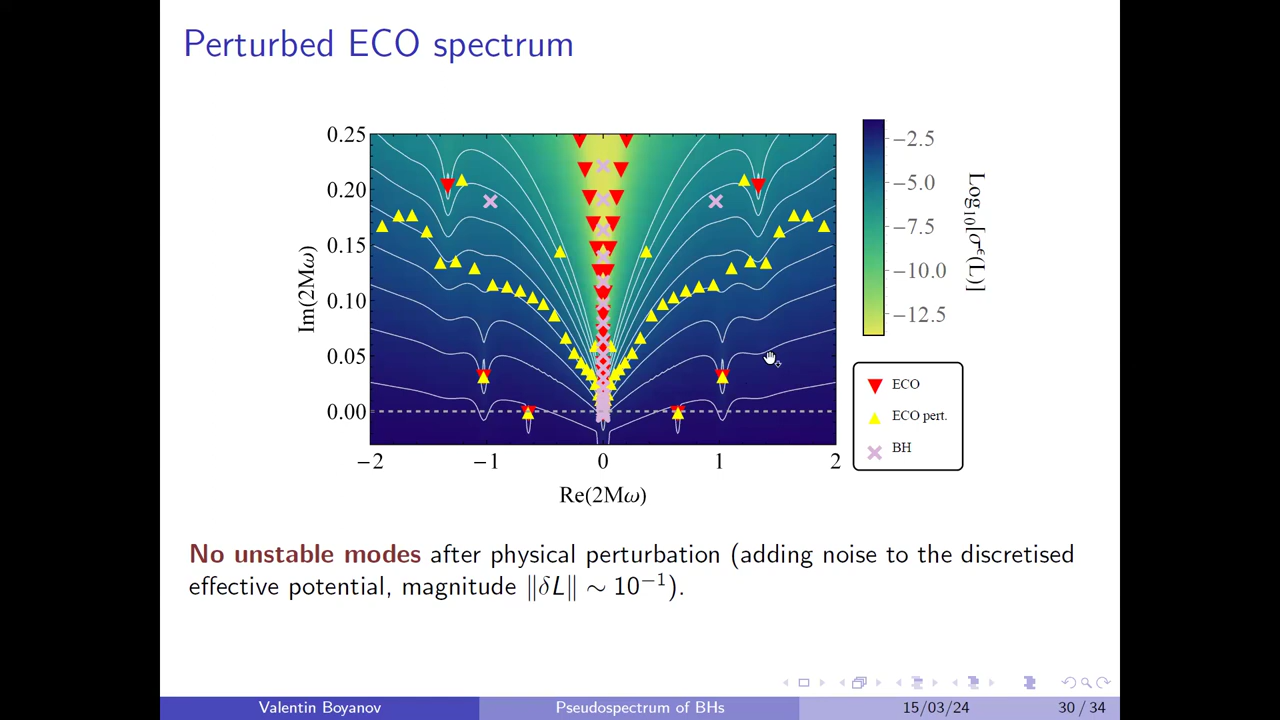 Perturbed ECO spectrum
0.25
0.20
0.15
0.10
0.05
0.00
Im(2Mω)
−2
−1
0
1
2
Re(2Mω)
−2.5
−5.0
−7.5
−10.0
−12.5
Log₁₀[σᵋ(L)]
ECO
ECO pert.
BH
No unstable modes after physical perturbation (adding noise to the discretised
effective potential, magnitude ‖δL‖ ∼ 10⁻¹).
Valentin Boyanov
Pseudospectrum of BHs
15/03/24
30 / 34